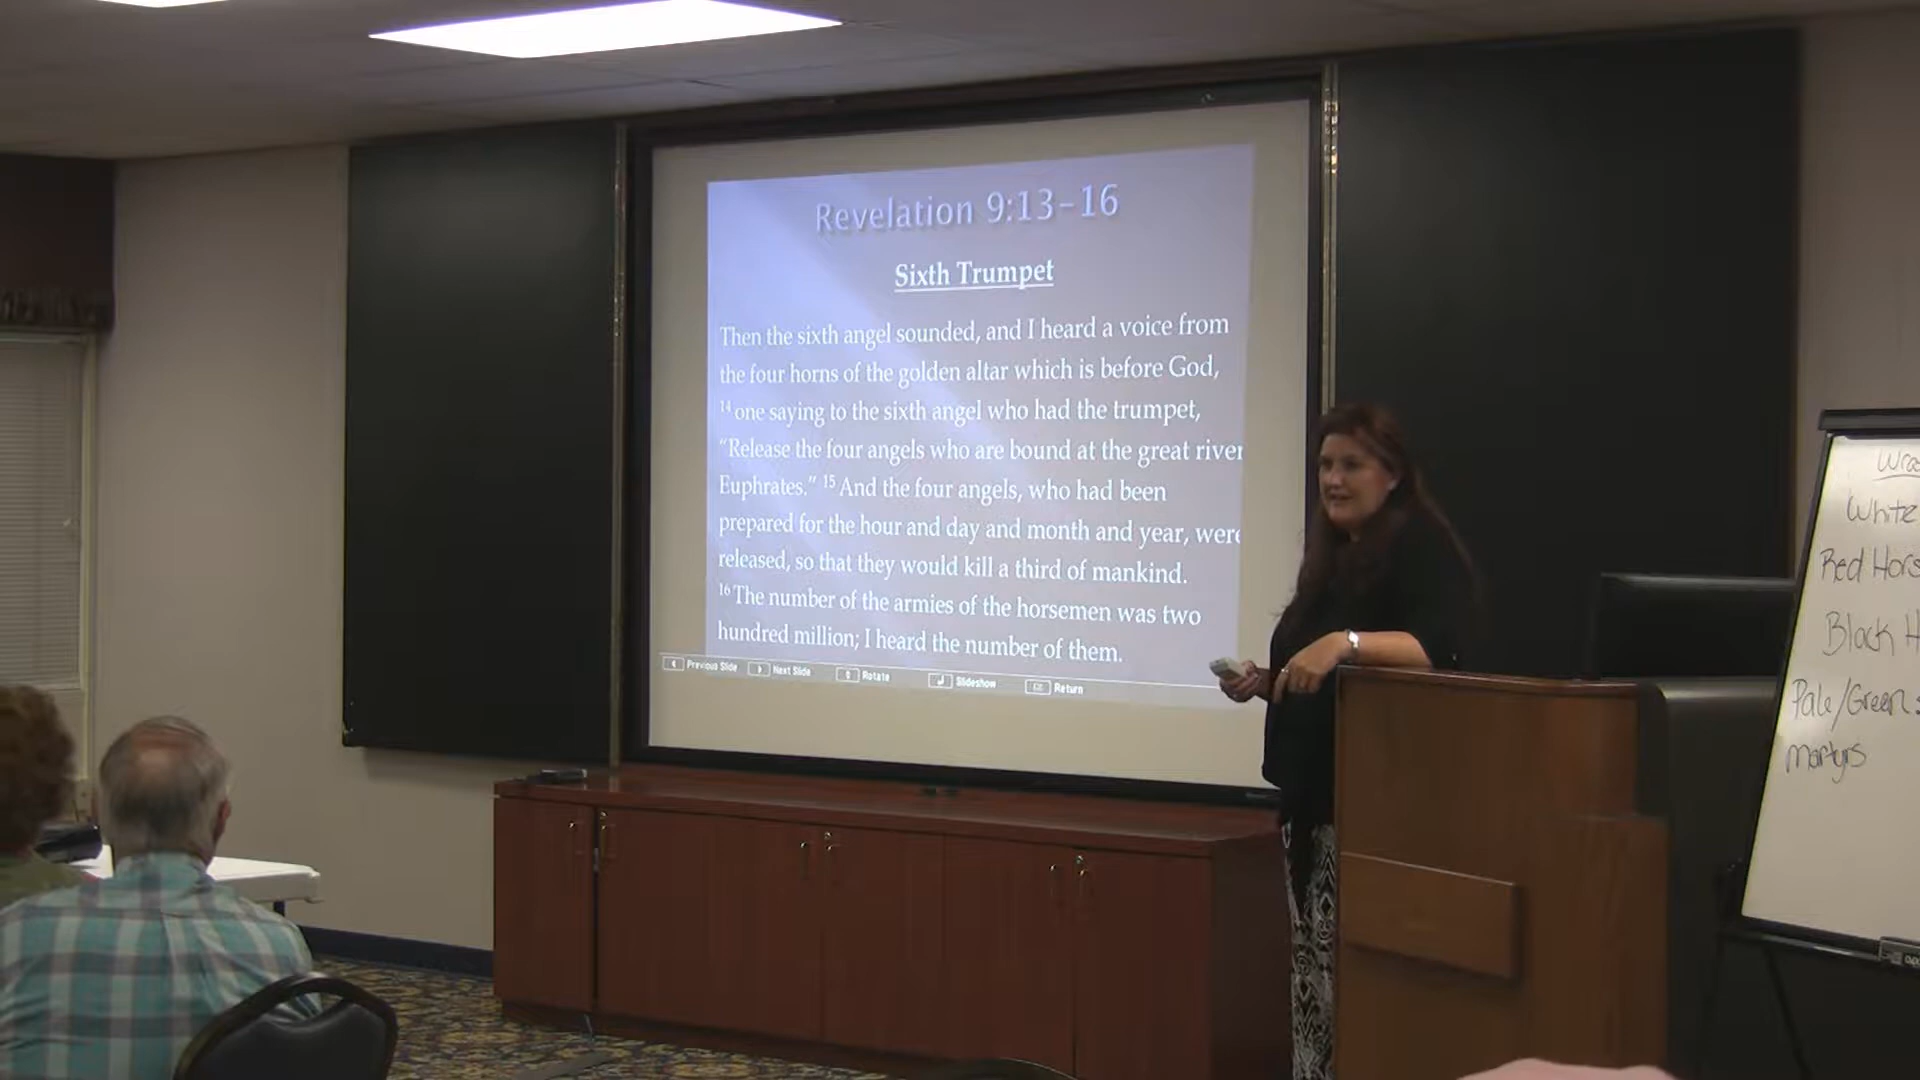 Revelation 9:13-16
Sixth Trumpet
Then the sixth angel sounded, and I heard a voice from
the four horns of the golden altar which is before God,
14 one saying to the sixth angel who had the trumpet,
“Release the four angels who are bound at the great river
Euphrates.” 15 And the four angels, who had been
prepared for the hour and day and month and year, were
released, so that they would kill a third of mankind.
16 The number of the armies of the horsemen was two
hundred million; I heard the number of them.
Previous Slide Next Slide Rotate Slideshow Return
White
Red Hors
Black H
Pale/Green
martyrs